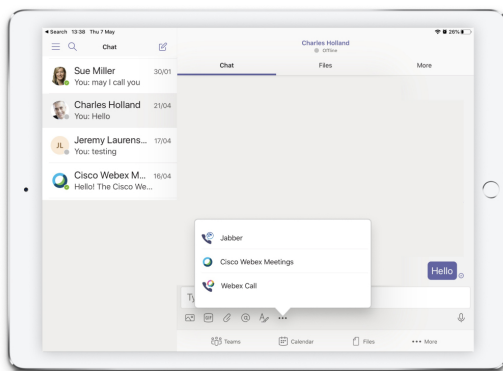 Search 13:38 Thu 7 May
26%
Chat
Sue Miller 30/01
You: may I call you
Charles Holland 21/04
You: Hello
JL
Jeremy Laurens... 17/04
You: testing
Cisco Webex M... 16/04
Hello! The Cisco We...
Charles Holland
Offline
Chat Files More
Jabber
Cisco Webex Meetings
Webex Call
Hello
Ty
GIF
Teams Calendar Files More